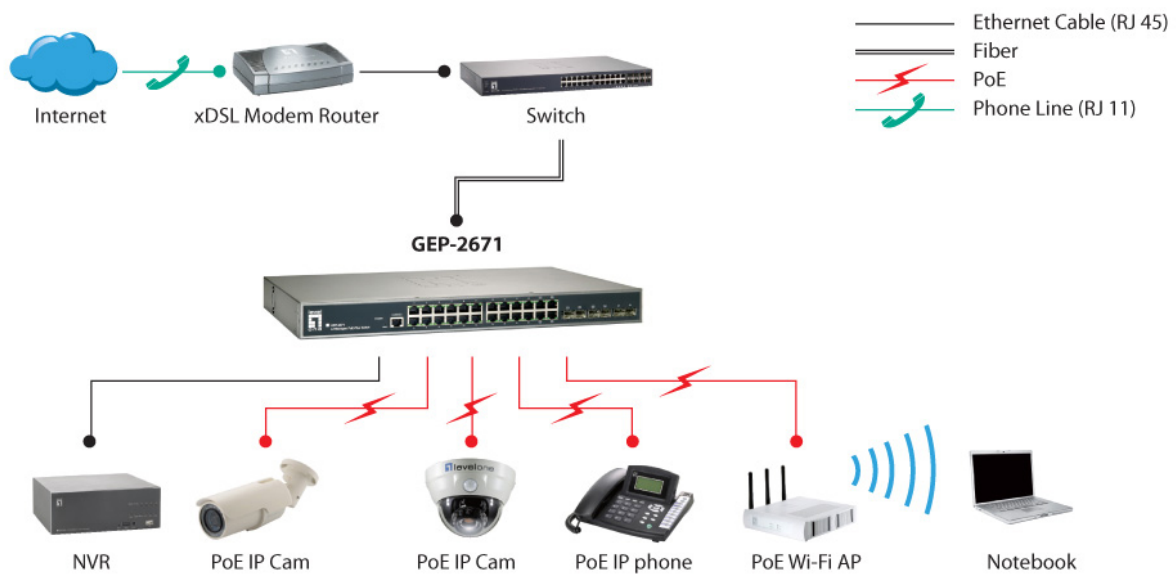 Ethernet Cable (RJ 45)
Fiber
PoE
Phone Line (RJ 11)
Internet
xDSL Modem Router
Switch
GEP-2671
levelone
NVR
PoE IP Cam
PoE IP Cam
PoE IP phone
PoE Wi-Fi AP
Notebook